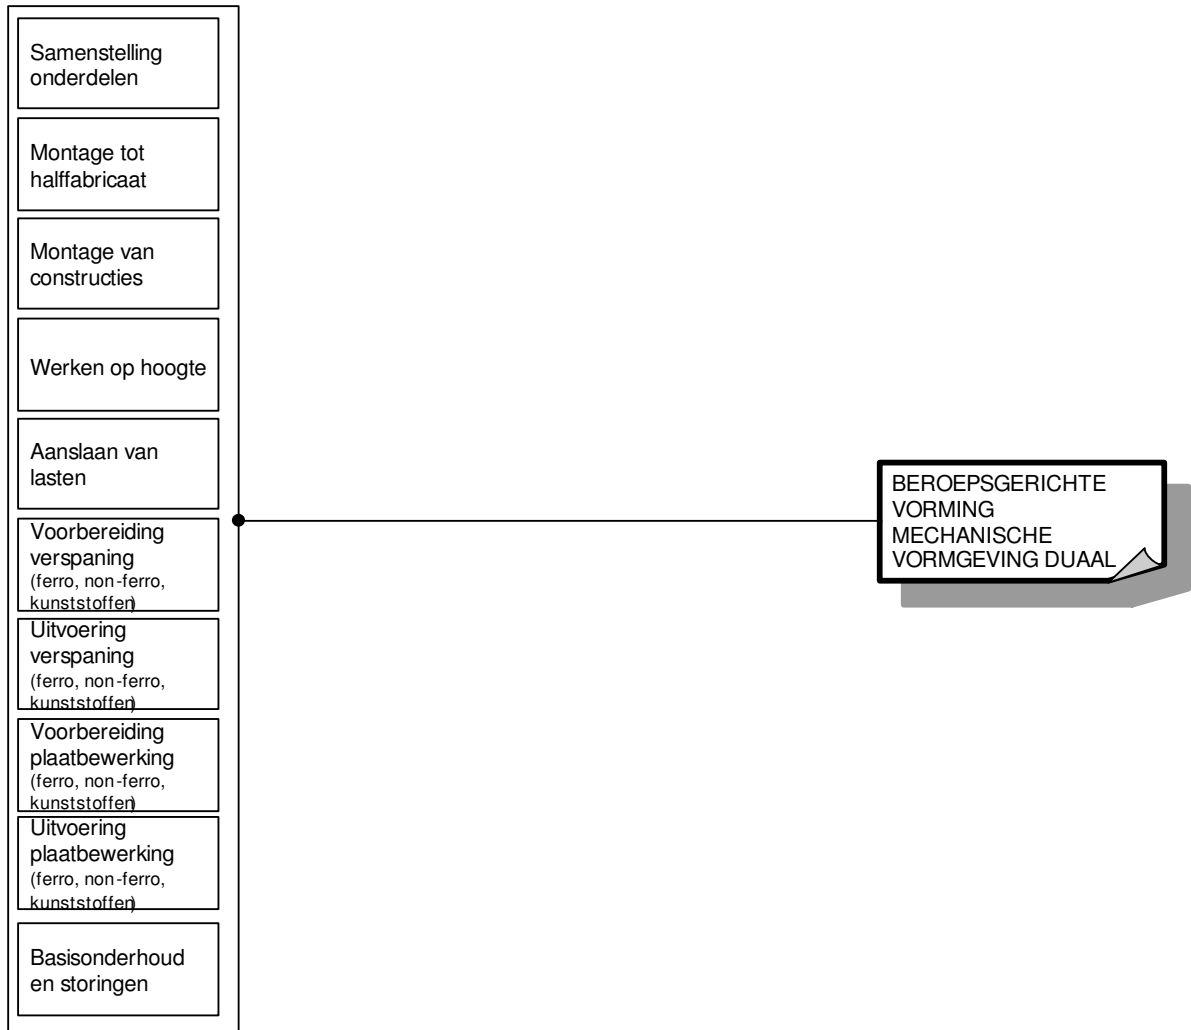 Samenstelling
onderdelen
Montage tot
halffabricaat
Montage van
constructies
Werken op hoogte
Aanslaan van
lasten
Voorbereiding
verspaning
(ferro, non-ferro,
kunststoffen)
Uitvoering
verspaning
(ferro, non-ferro,
kunststoffen)
Voorbereiding
plaatbewerking
(ferro, non-ferro,
kunststoffen)
Uitvoering
plaatbewerking
(ferro, non-ferro,
kunststoffen)
Basisonderhoud
en storingen
BEROEPSGERICHTE
VORMING
MECHANISCHE
VORMGEVING DUAAL